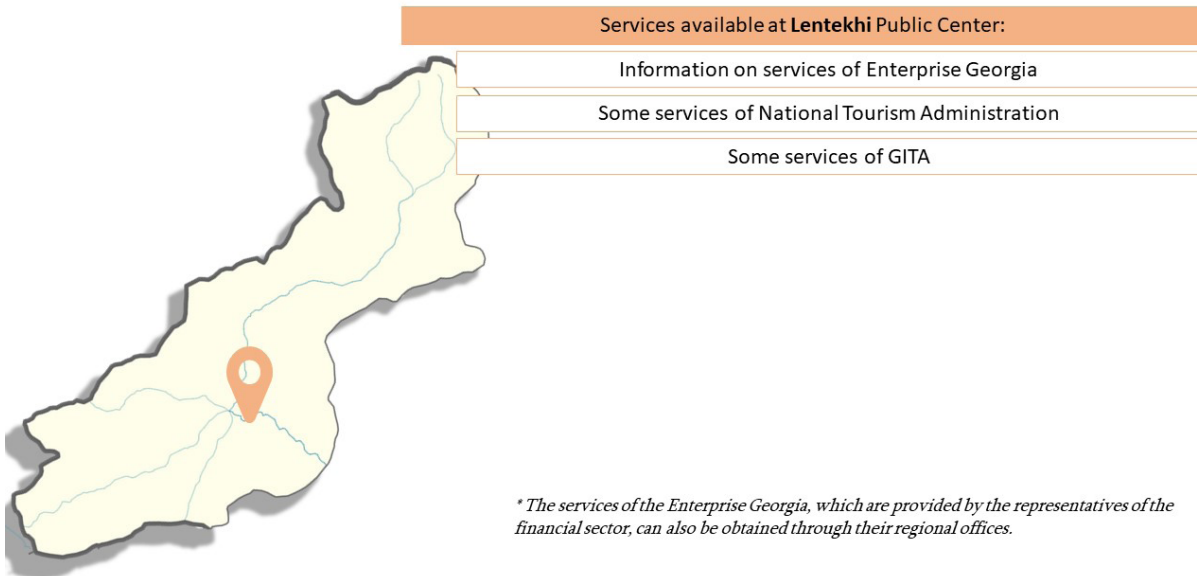 Services available at Lentekhi Public Center:
Information on services of Enterprise Georgia
Some services of National Tourism Administration
Some services of GITA
* The services of the Enterprise Georgia, which are provided by the representatives of the
financial sector, can also be obtained through their regional offices.